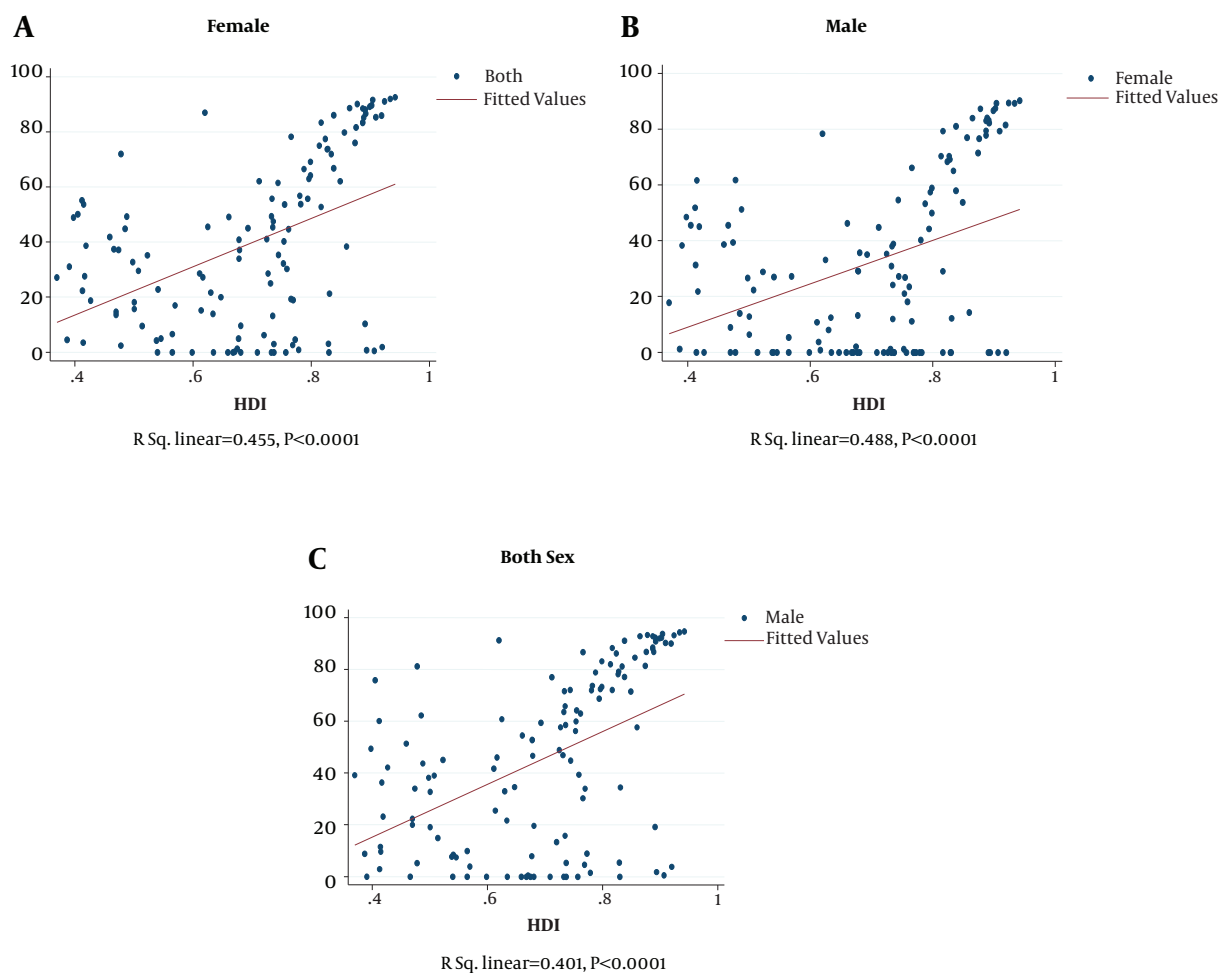 A
Female
100
80
60
40
20
0
.4
.6
.8
1
HDI
Both
Fitted Values
R Sq. linear=0.455, P<0.0001
B
Male
100
80
60
40
20
0
.4
.6
.8
1
HDI
Female
Fitted Values
R Sq. linear=0.488, P<0.0001
C
Both Sex
100
80
60
40
20
0
.4
.6
.8
1
HDI
Male
Fitted Values
R Sq. linear=0.401, P<0.0001